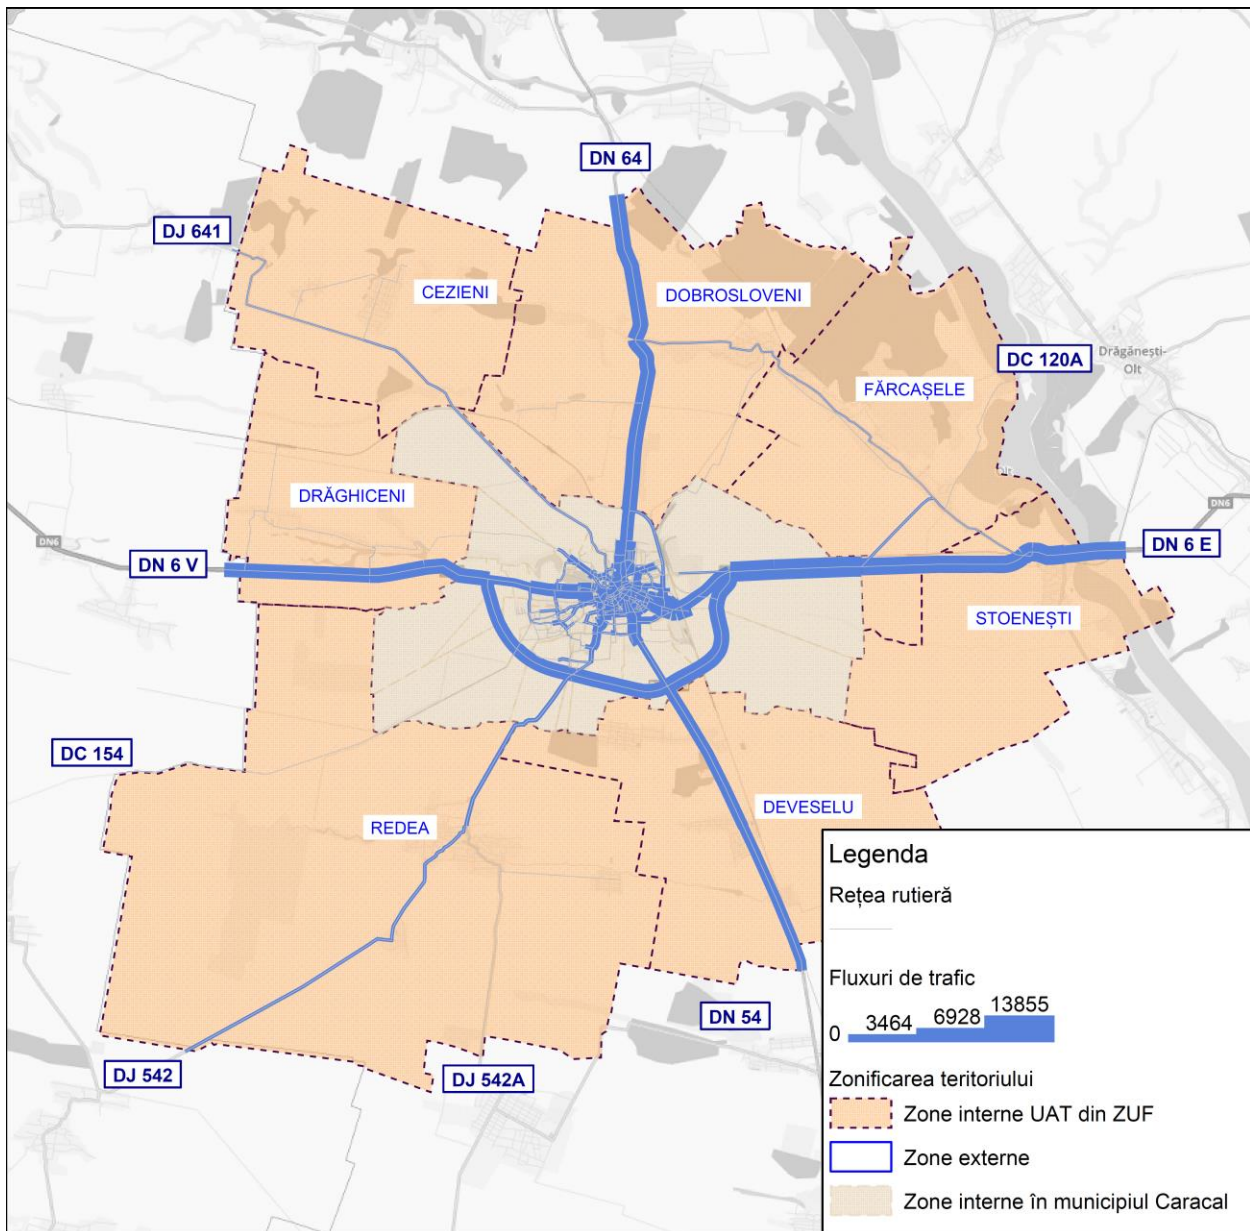 DN 64
DJ 641
CEZIENI
DOBROSLOVENI
DC 120A
Drăgănești-
Olt
FĂRCAȘELE
DRĂGHICENI
DN6
DN6
DN 6 V
DN 6 E
STOENEȘTI
DC 154
REDEA
DEVESELU
DN 54
DJ 542
DJ 542A
Legenda
Rețea rutieră
Fluxuri de trafic
0 3464 6928 13855
Zonificarea teritoriului
Zone interne UAT din ZUF
Zone externe
Zone interne în municipiul Caracal